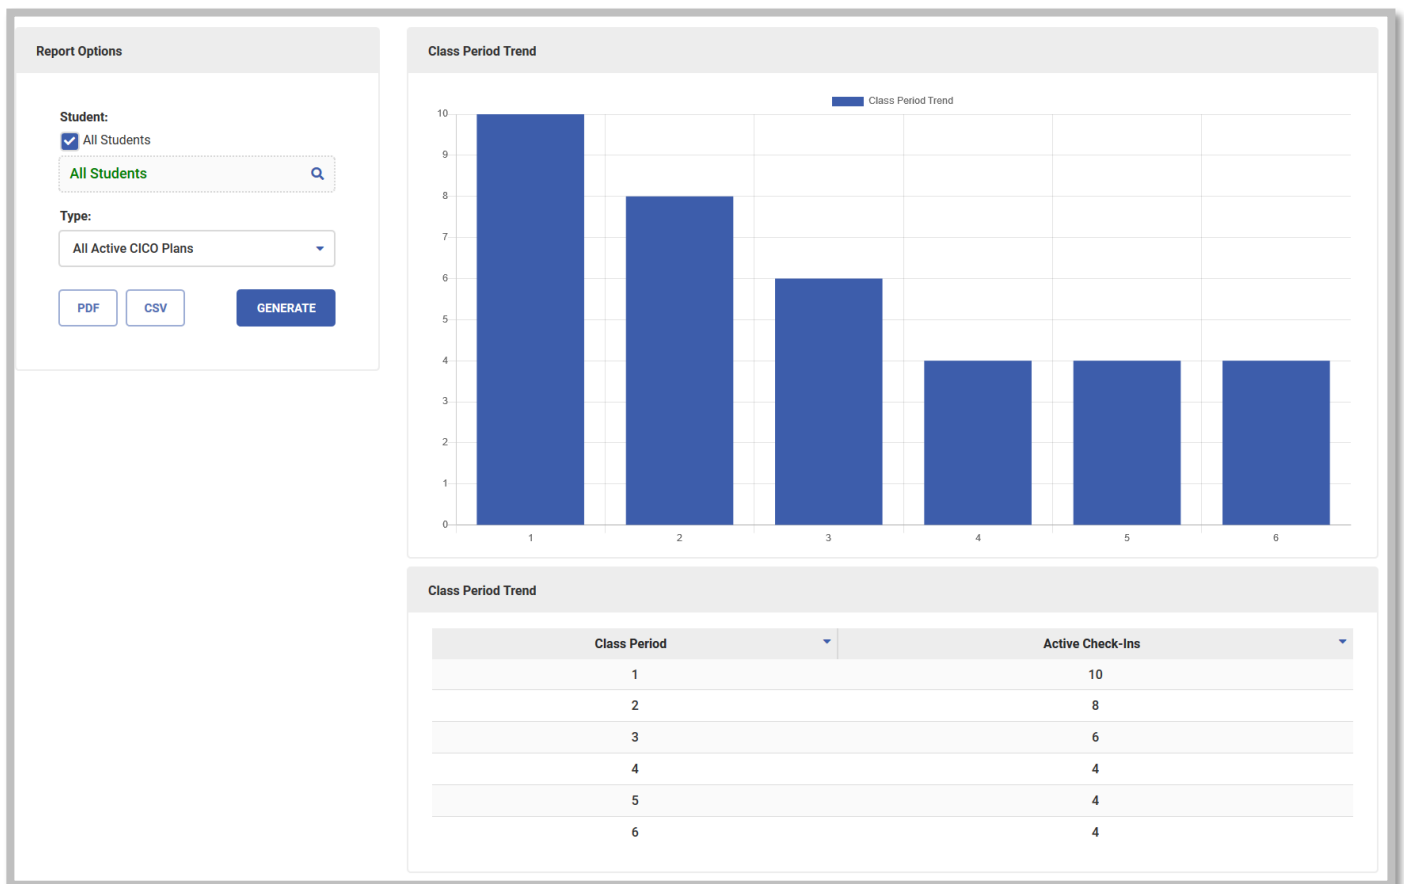 Report Options
Student:
All Students
All Students
Type:
All Active CICO Plans
PDF CSV GENERATE
Class Period Trend
Class Period Trend
10
9
8
7
6
5
4
3
2
1
0
1 2 3 4 5 6
Class Period Trend
Class Period Active Check-Ins
1 10
2 8
3 6
4 4
5 4
6 4